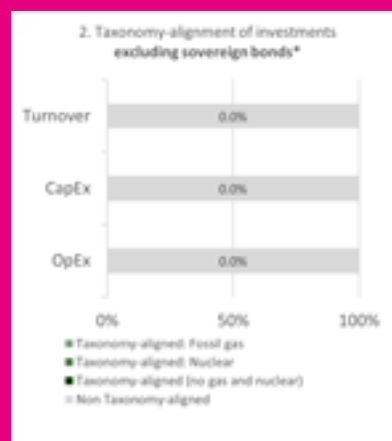 2. Taxonomy-alignment of investments
excluding sovereign bonds*
Turnover
0.0%
CapEx
0.0%
OpEx
0.0%
0% 50% 100%
Taxonomy-aligned: Fossil gas
Taxonomy-aligned: Nuclear
Taxonomy-aligned (no gas and nuclear)
Non Taxonomy-aligned